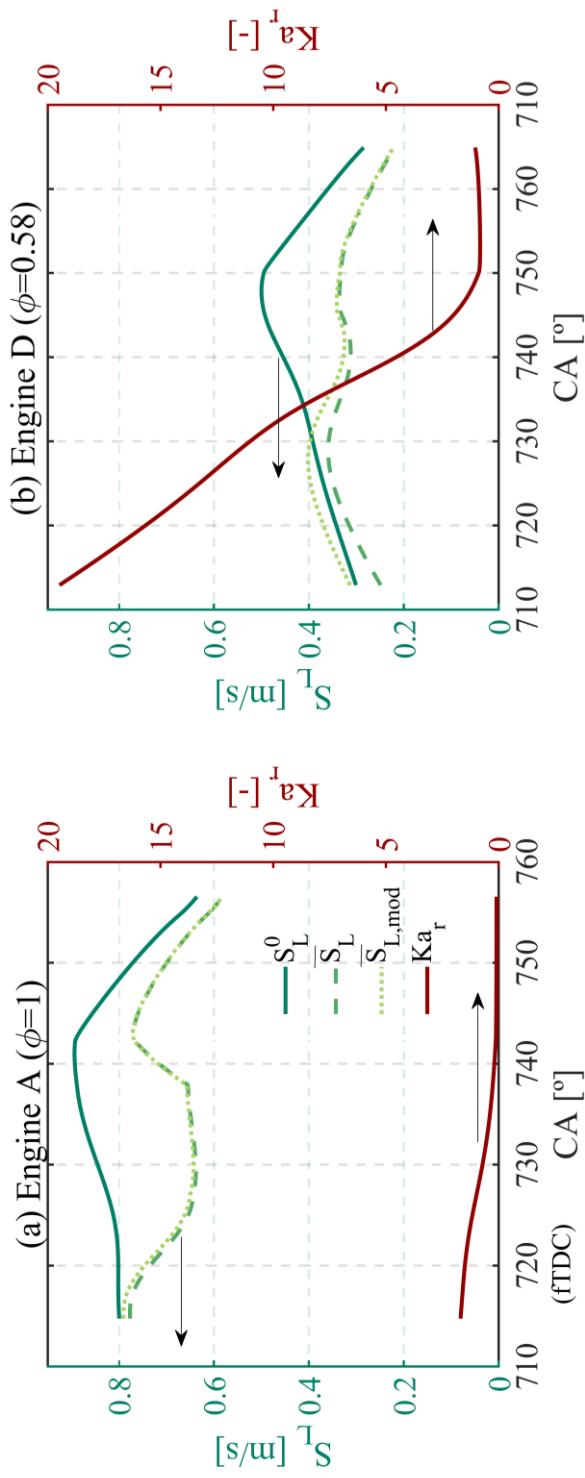 (a) Engine A (ϕ=1)
S_L [m/s]
0.8
0.6
0.4
0.2
0
Ka_r [-]
20
15
10
5
0
S_L^0
S̅_L
S̅_L,mod
Ka_r
710 720 730 740 750 760
(fTDC)
CA [º]
(b) Engine D (ϕ=0.58)
S_L [m/s]
0.8
0.6
0.4
0.2
0
Ka_r [-]
20
15
10
5
0
710 720 730 740 750 760 710
CA [º]